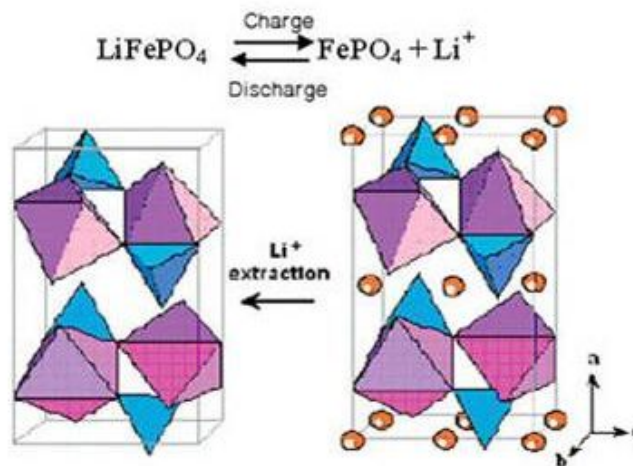 Charge
LiFePO₄ FePO₄ + Li⁺
Discharge
Li⁺
extraction
a
b